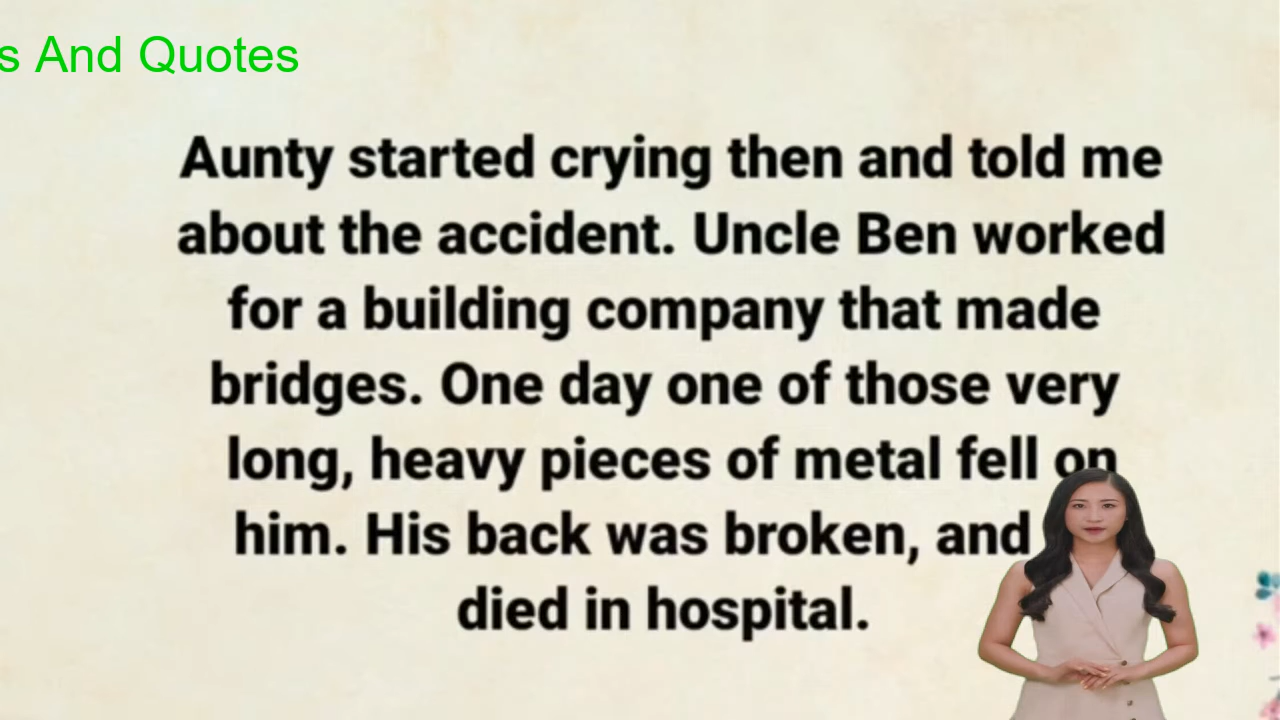 s And Quotes
Aunty started crying then and told me
about the accident. Uncle Ben worked
for a building company that made
bridges. One day one of those very
long, heavy pieces of metal fell on
him. His back was broken, and
died in hospital.